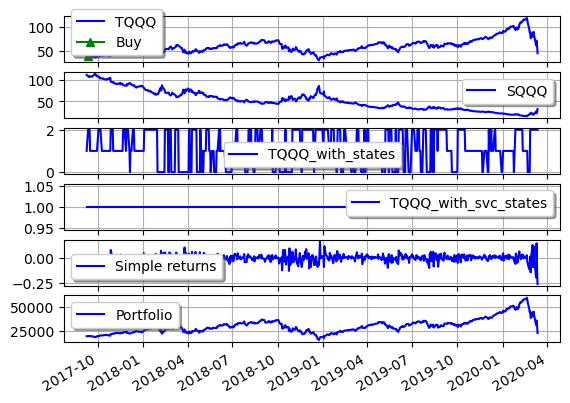 100
50
TQQQ
Buy
100
50
SQQQ
2
0
TQQQ_with_states
1.05
1.00
0.95
TQQQ_with_svc_states
0.00
−0.25
Simple returns
50000
25000
Portfolio
2017-10 2018-01 2018-04 2018-07 2018-10 2019-01 2019-04 2019-07 2019-10 2020-01 2020-04